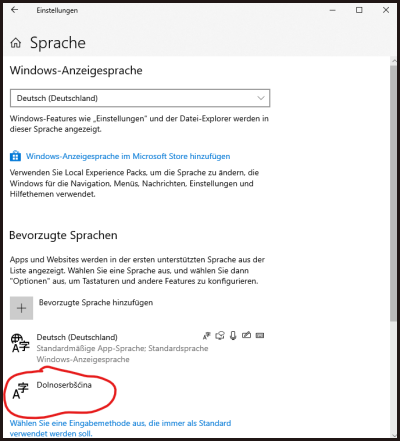 Einstellungen
Sprache
Windows-Anzeigesprache
Deutsch (Deutschland)
Windows-Features wie „Einstellungen“ und der Datei-Explorer werden in
dieser Sprache angezeigt.
Windows-Anzeigesprache im Microsoft Store hinzufügen
Verwenden Sie Local Experience Packs, um die Sprache zu ändern, die
Windows für die Navigation, Menüs, Nachrichten, Einstellungen und
Hilfethemen verwendet.
Bevorzugte Sprachen
Apps und Websites werden in der ersten unterstützten Sprache aus der
Liste angezeigt. Wählen Sie eine Sprache aus, und wählen Sie dann
"Optionen" aus, um Tastaturen und andere Features zu konfigurieren.
Bevorzugte Sprache hinzufügen
Deutsch (Deutschland)
Standardmäßige App-Sprache; Standardsprache
Windows-Anzeigesprache
Dolnoserbšćina
Wählen Sie eine Eingabemethode aus, die immer als Standard
verwendet werden soll.